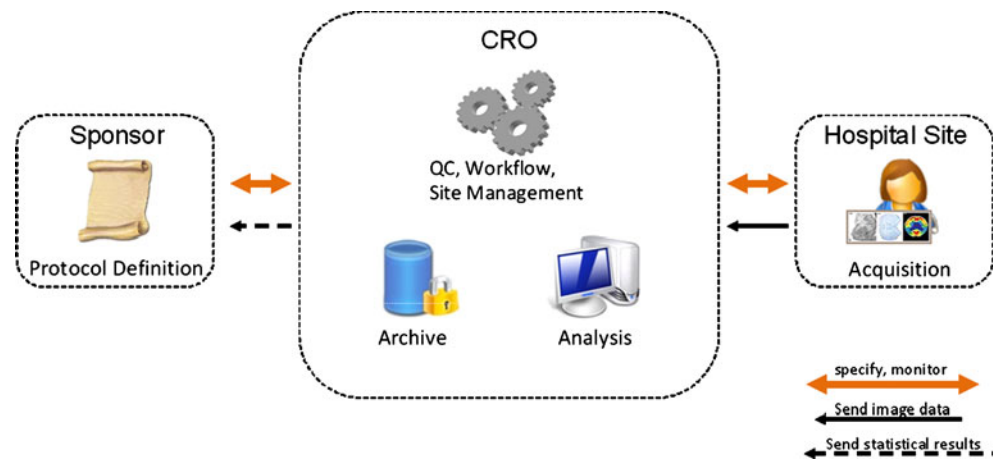 CRO
QC, Workflow,
Site Management
Archive
Analysis
Sponsor
Protocol Definition
Hospital Site
Acquisition
specify, monitor
Send image data
Send statistical results